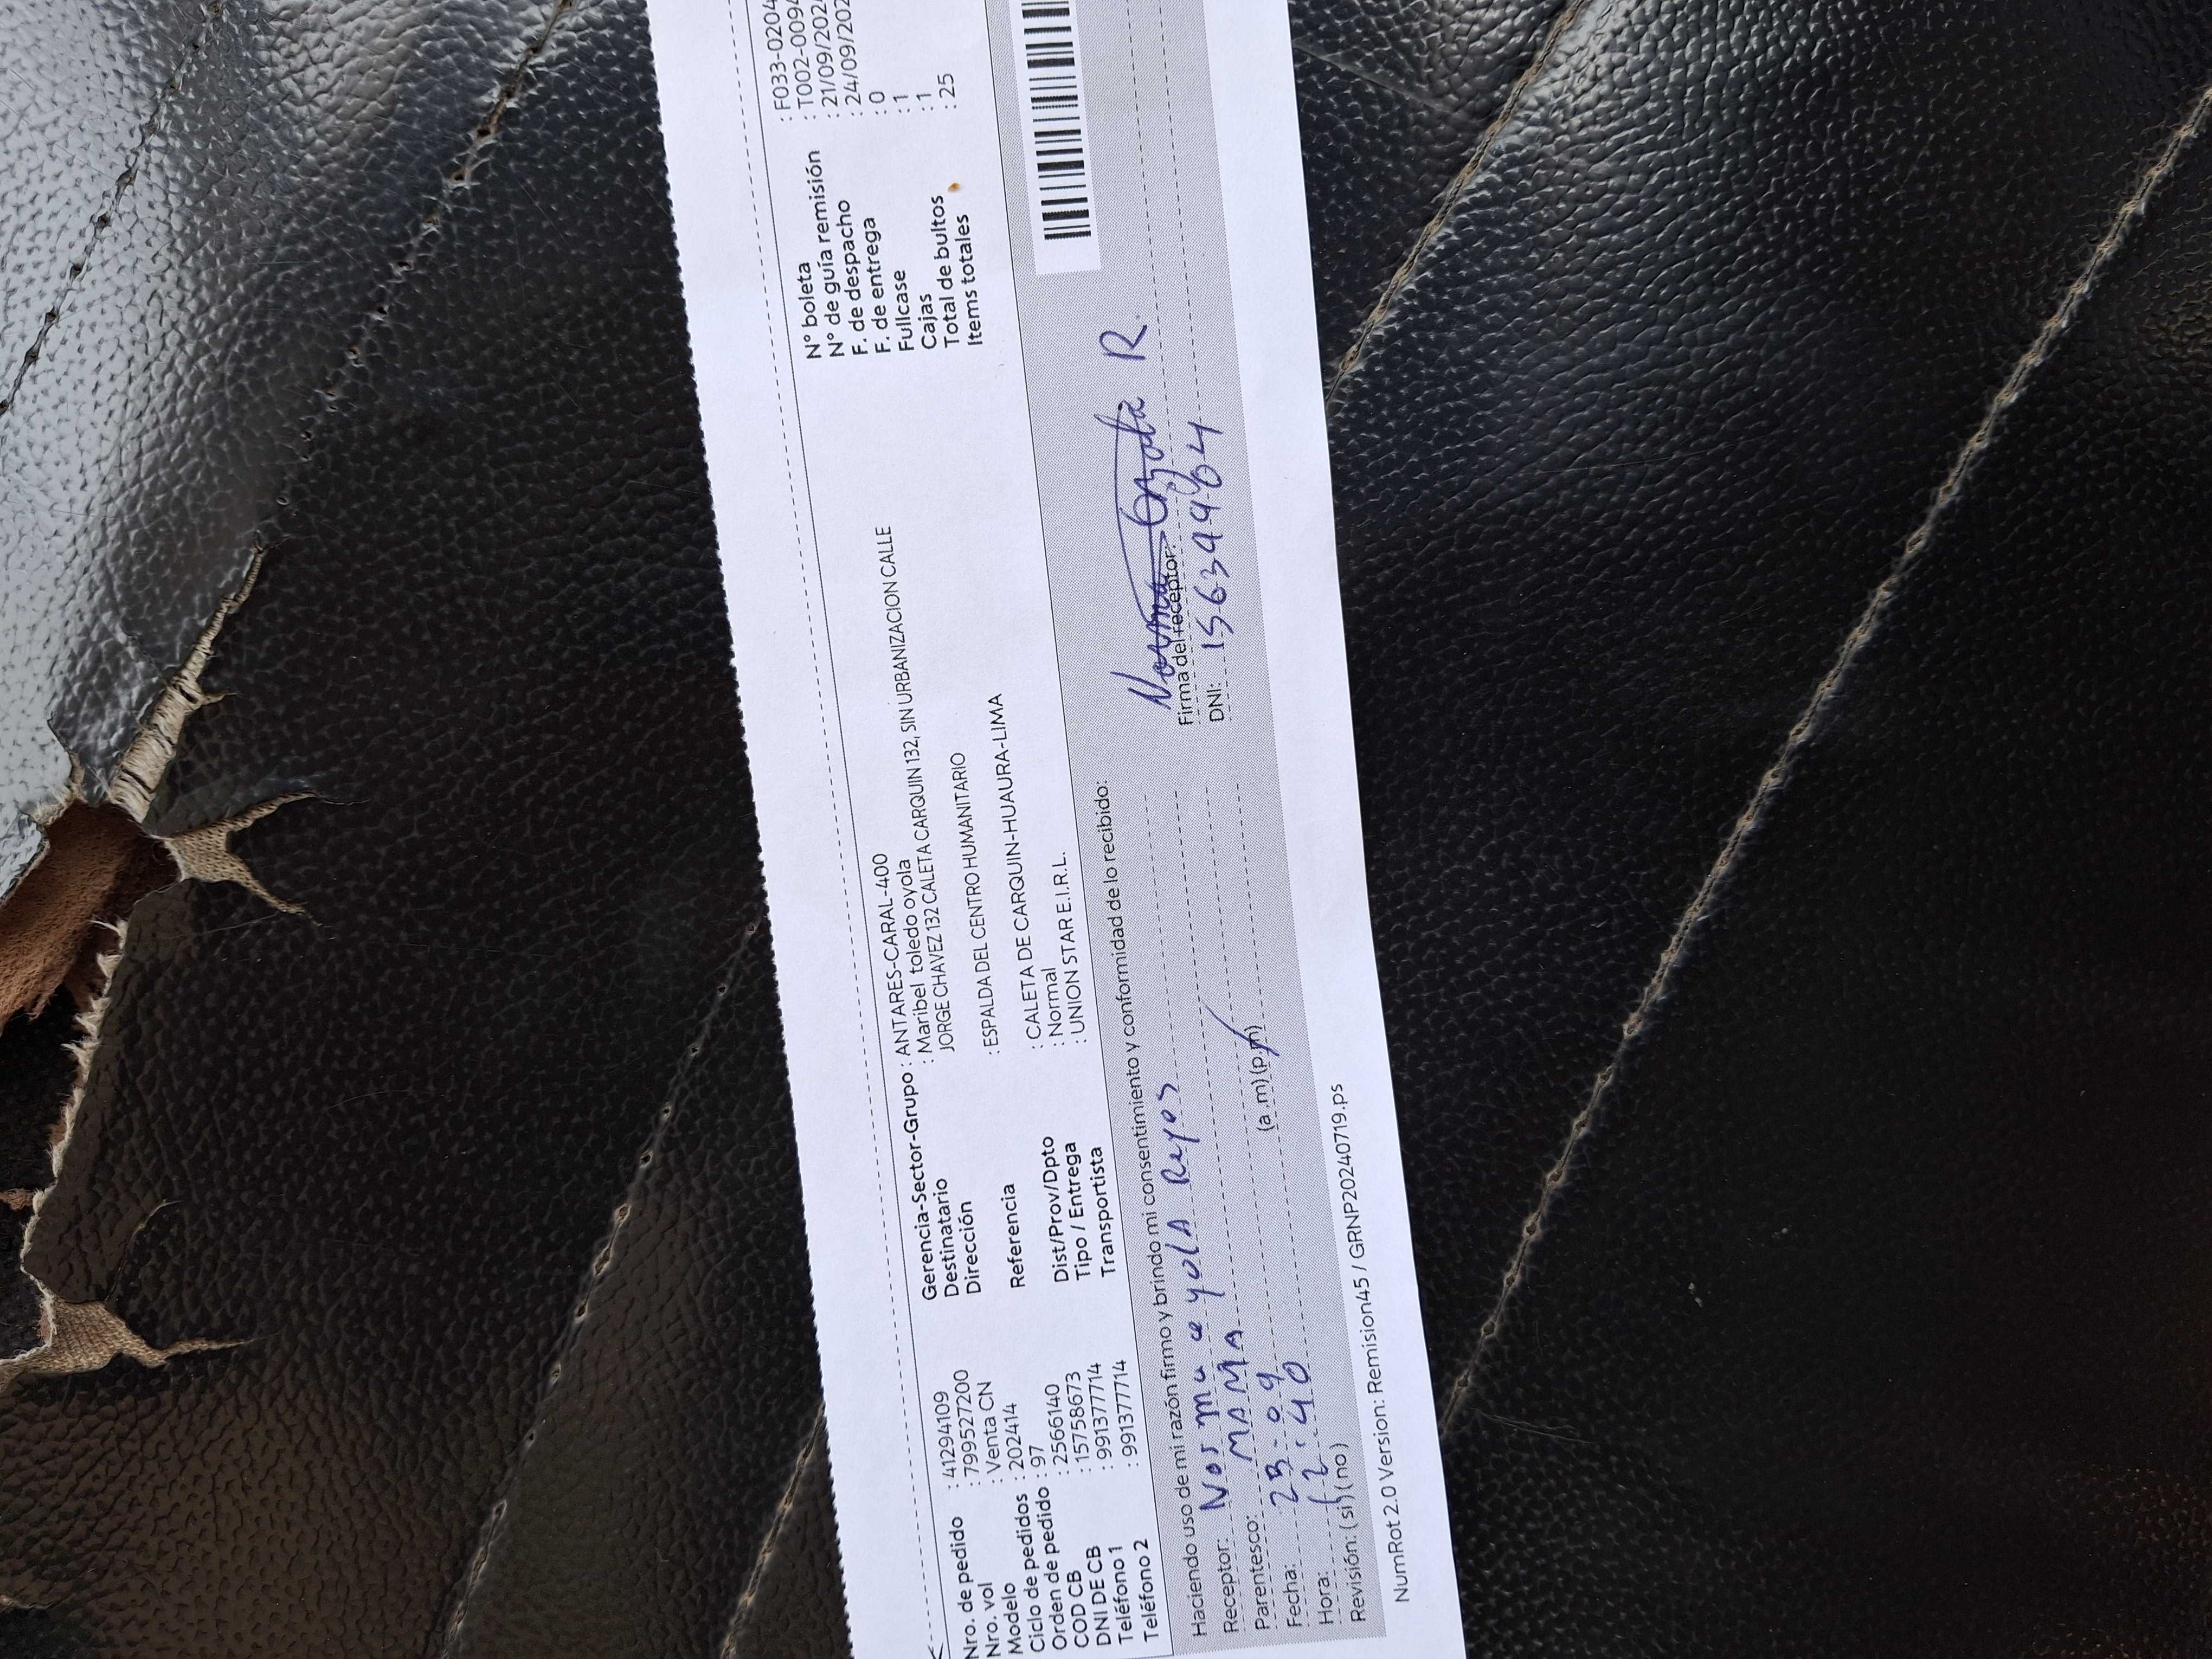 Nro. de pedido : 41294109
Nro. vol : 799527200
Modelo : Venta CN
Ciclo de pedidos : 202414
Orden de pedido : 97
COD CB : 2566140
DNI DE CB : 15758673
Teléfono 1 : 991377714
Teléfono 2 : 991377714
Gerencia-Sector-Grupo : ANTARES-CARAL-400
Destinatario : Maribel toledo oyola
Dirección JORGE CHAVEZ 132 CALETA CARQUIN 132, SIN URBANIZACION CALLE
Referencia : ESPALDA DEL CENTRO HUMANITARIO
Dist/Prov/Dpto : CALETA DE CARQUIN-HUAURA-LIMA
Tipo / Entrega : Normal
Transportista : UNION STAR E.I.R.L.
N° boleta : F033-0204
N° de guía remisión : T002-0094
F. de despacho : 21/09/202
F. de entrega : 24/09/202
Fullcase : 0
Cajas : 1
Total de bultos : 1
Items totales : 25
Haciendo uso de mi razón firmo y brindo mi consentimiento y conformidad de lo recibido:
Receptor: Norma oyola Reyes
Parentesco: MAMA
Fecha: 23-09
Hora: 12:40 (a.m) (p.m)
Revisión: (si) (no)
Norma R.
Firma del receptor:
DNI:
NumRot 2.0 Version: Remision45 / GRNP20240719.ps